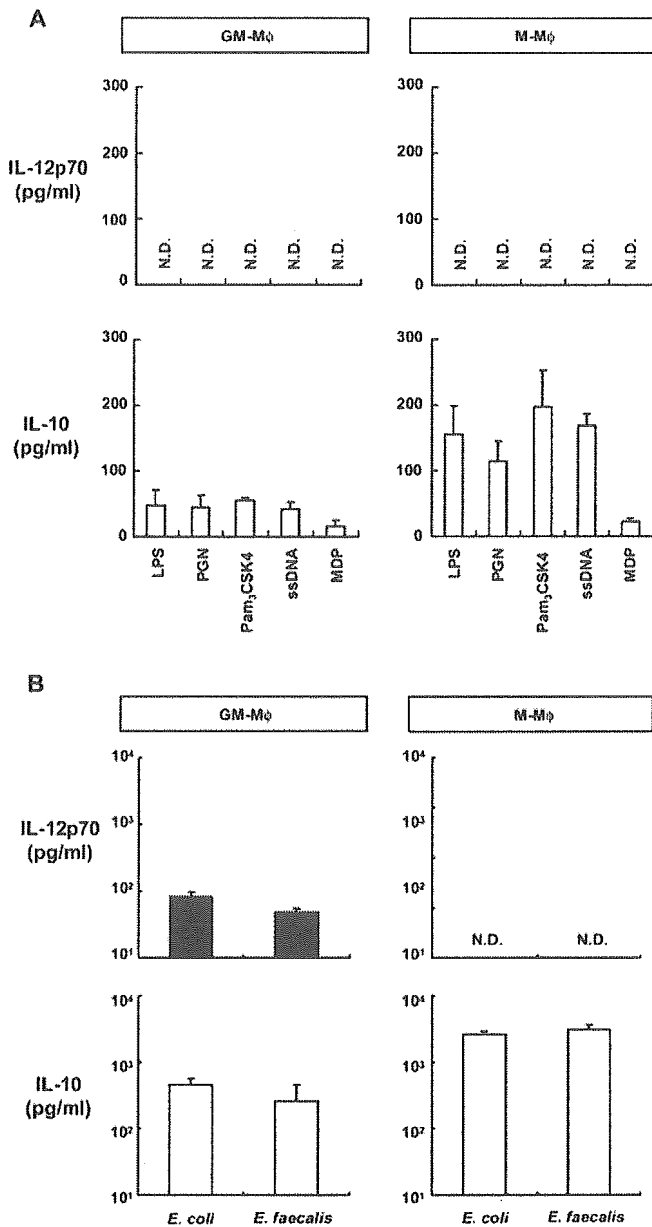 A
GM-Mϕ
M-Mϕ
IL-12p70
(pg/ml)
300
200
100
0
N.D. N.D. N.D. N.D. N.D.
300
200
100
0
N.D. N.D. N.D. N.D. N.D.
IL-10
(pg/ml)
300
200
100
0
LPS PGN Pam₃CSK4 ssDNA MDP
300
200
100
0
LPS PGN Pam₃CSK4 ssDNA MDP
B
GM-Mϕ
M-Mϕ
IL-12p70
(pg/ml)
10⁴
10³
10²
10¹
10⁴
10³
10²
10¹
N.D. N.D.
IL-10
(pg/ml)
10⁴
10³
10²
10¹
E. coli E. faecalis
10⁴
10³
10²
10¹
E. coli E. faecalis